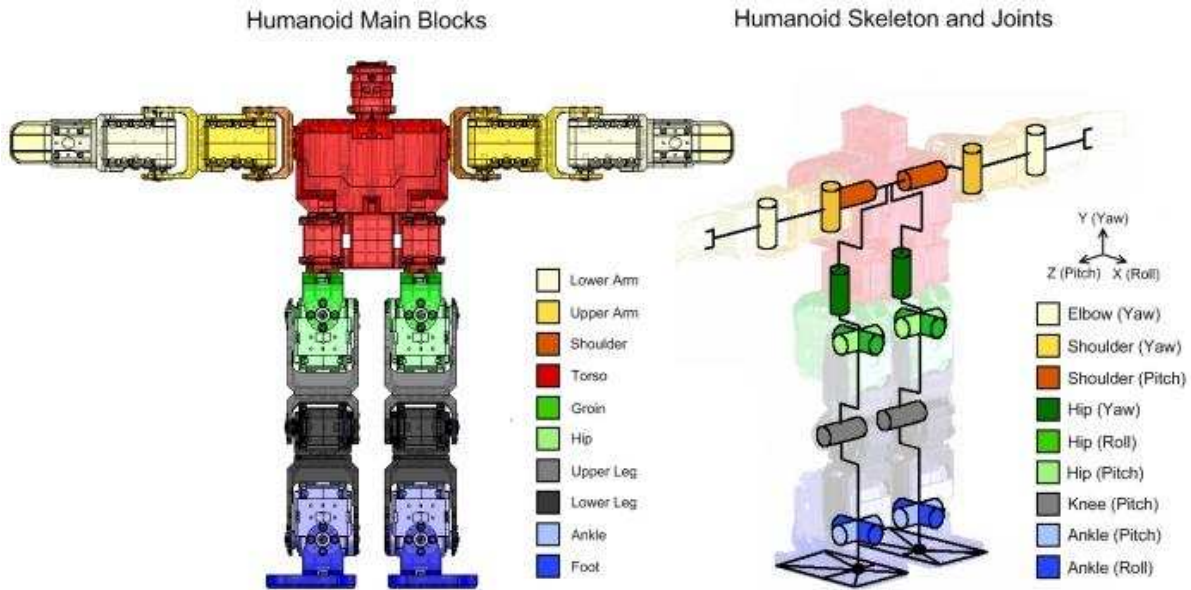 Humanoid Main Blocks
Humanoid Skeleton and Joints
Lower Arm
Upper Arm
Shoulder
Torso
Groin
Hip
Upper Leg
Lower Leg
Ankle
Foot
Y (Yaw)
Z (Pitch)
X (Roll)
Elbow (Yaw)
Shoulder (Yaw)
Shoulder (Pitch)
Hip (Yaw)
Hip (Roll)
Hip (Pitch)
Knee (Pitch)
Ankle (Pitch)
Ankle (Roll)